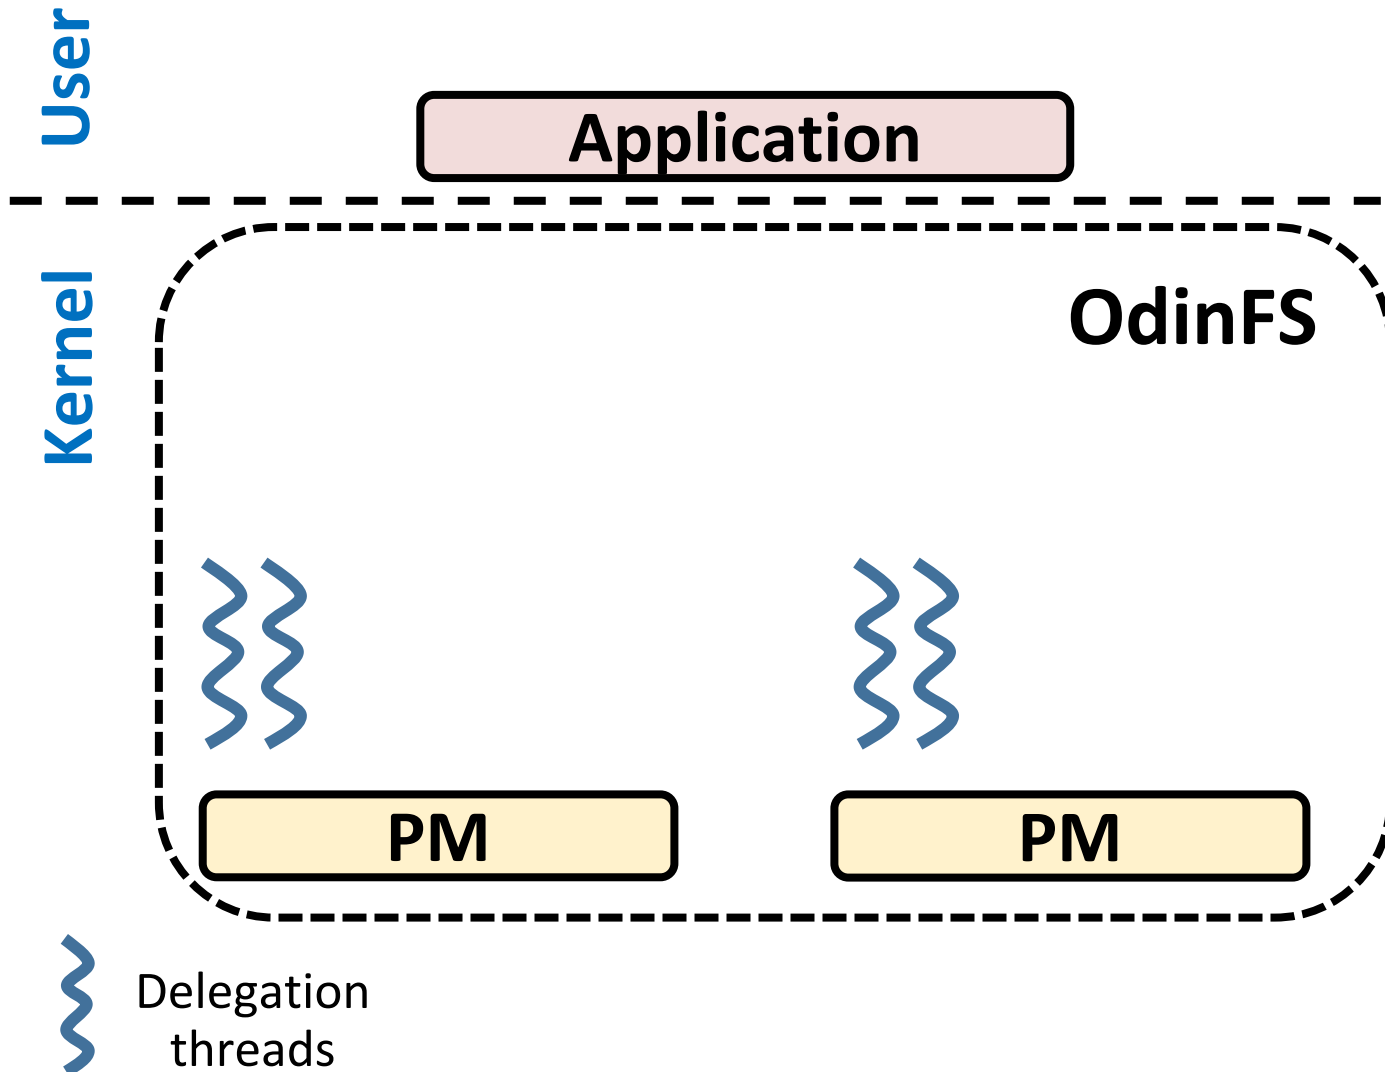 User
Application
Kernel
OdinFS
PM
PM
Delegation
threads